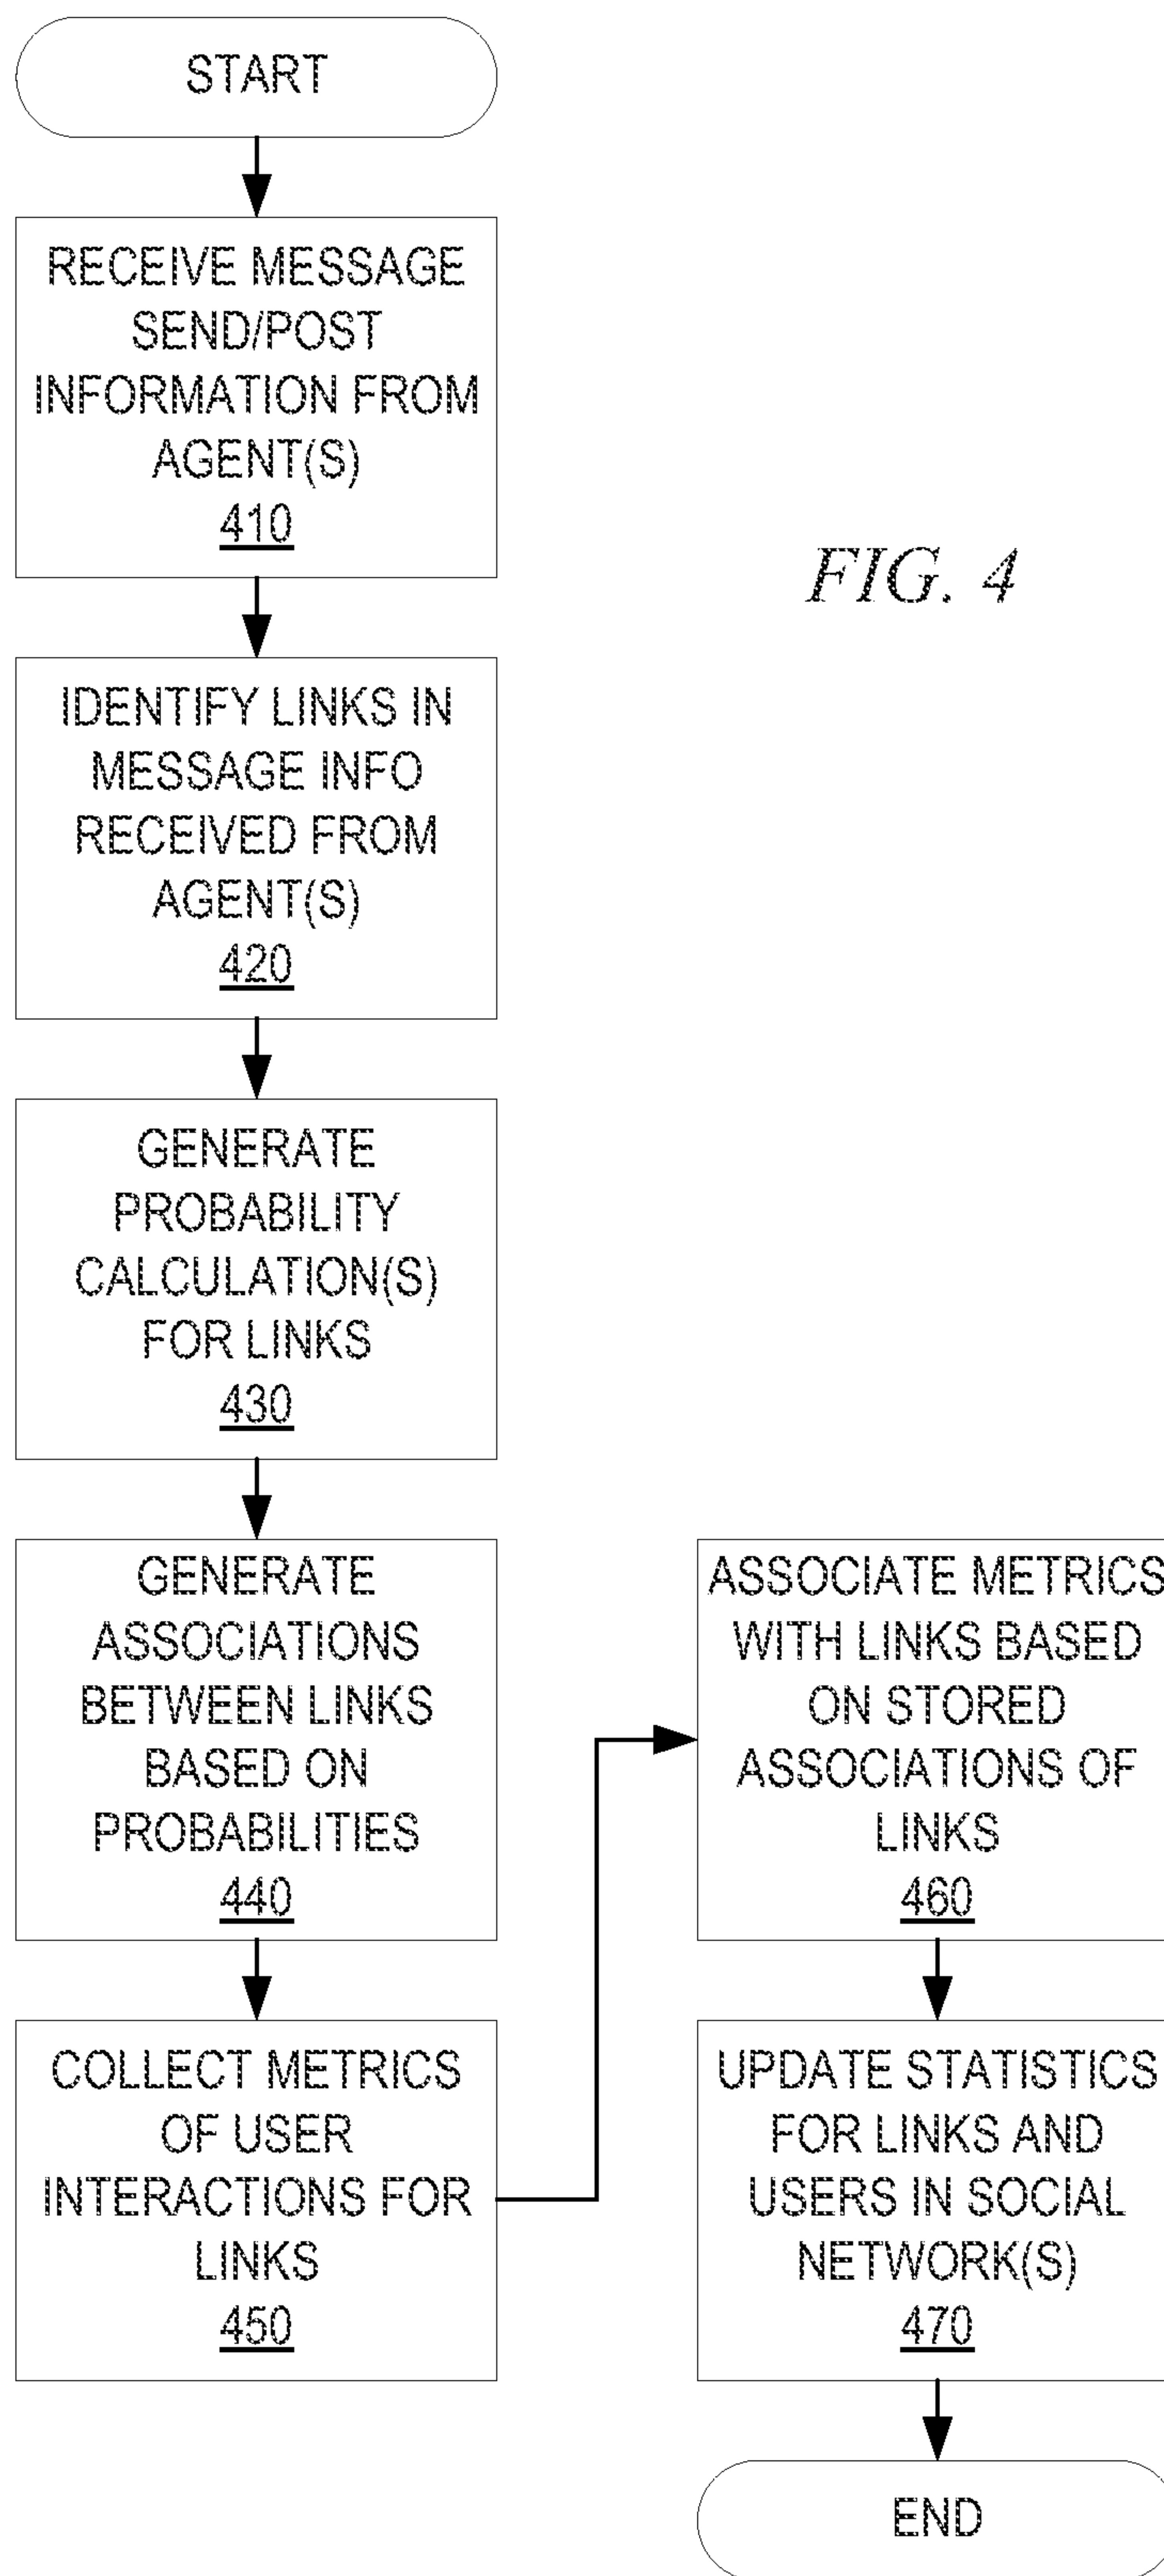 START
RECEIVE MESSAGE
SEND/POST
INFORMATION FROM
AGENT(S)
410
FIG. 4
IDENTIFY LINKS IN
MESSAGE INFO
RECEIVED FROM
AGENT(S)
420
GENERATE
PROBABILITY
CALCULATION(S)
FOR LINKS
430
GENERATE
ASSOCIATIONS
BETWEEN LINKS
BASED ON
PROBABILITIES
440
COLLECT METRICS
OF USER
INTERACTIONS FOR
LINKS
450
ASSOCIATE METRICS
WITH LINKS BASED
ON STORED
ASSOCIATIONS OF
LINKS
460
UPDATE STATISTICS
FOR LINKS AND
USERS IN SOCIAL
NETWORK(S)
470
END